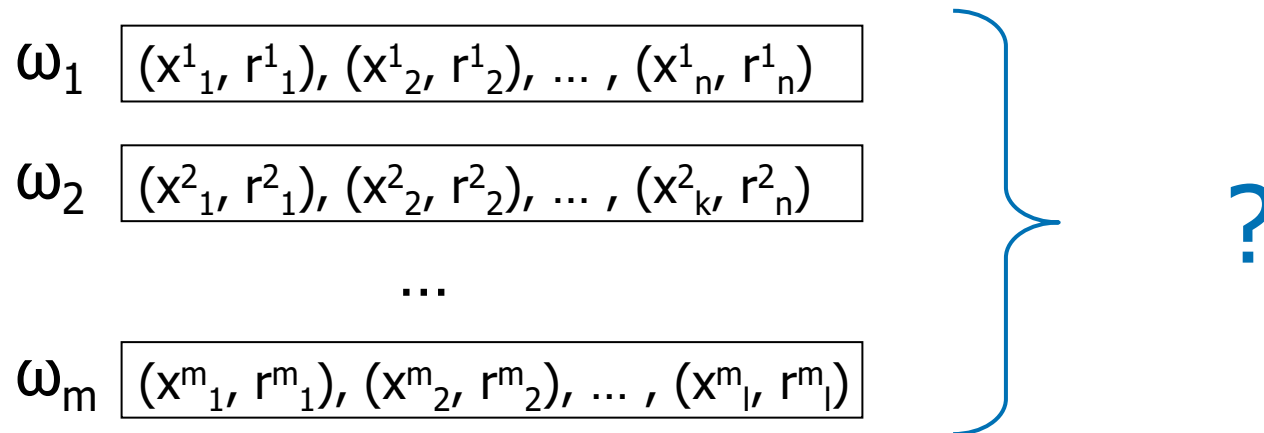 ω₁ (x¹₁, r¹₁), (x¹₂, r¹₂), … , (x¹ₙ, r¹ₙ)
ω₂ (x²₁, r²₁), (x²₂, r²₂), … , (x²ₖ, r²ₙ)
?
…
ωₘ (xᵐ₁, rᵐ₁), (xᵐ₂, rᵐ₂), … , (xᵐₗ, rᵐₗ)